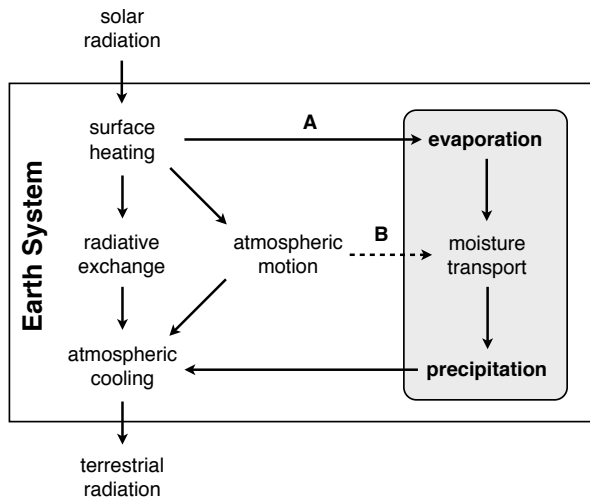 solar
radiation
Earth System
surface
heating
A
evaporation
radiative
exchange
atmospheric
motion
B
moisture
transport
atmospheric
cooling
precipitation
terrestrial
radiation